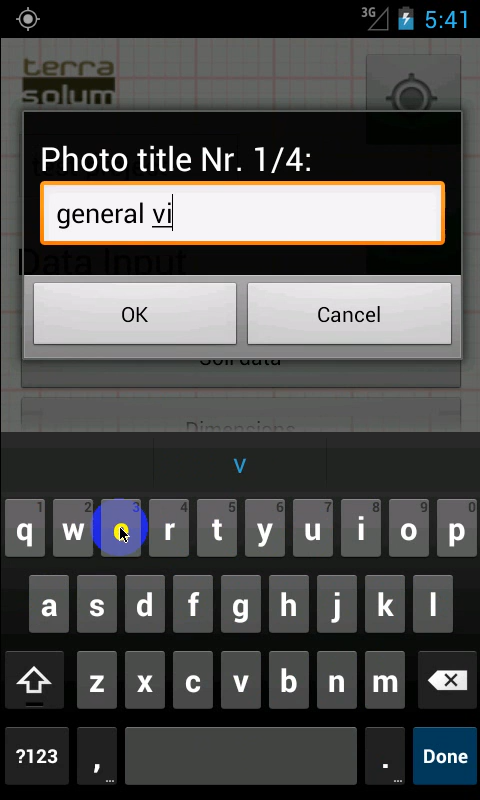 3G 5:41
terra
solum
Photo title Nr. 1/4:
general vi
Data Input
OK Cancel
Soil data
Dimensions
v
1 2 3 4 5 6 7 8 9 0
q w e r t y u i o p
a s d f g h j k l
z x c v b n m
?123 , ... . ... Done